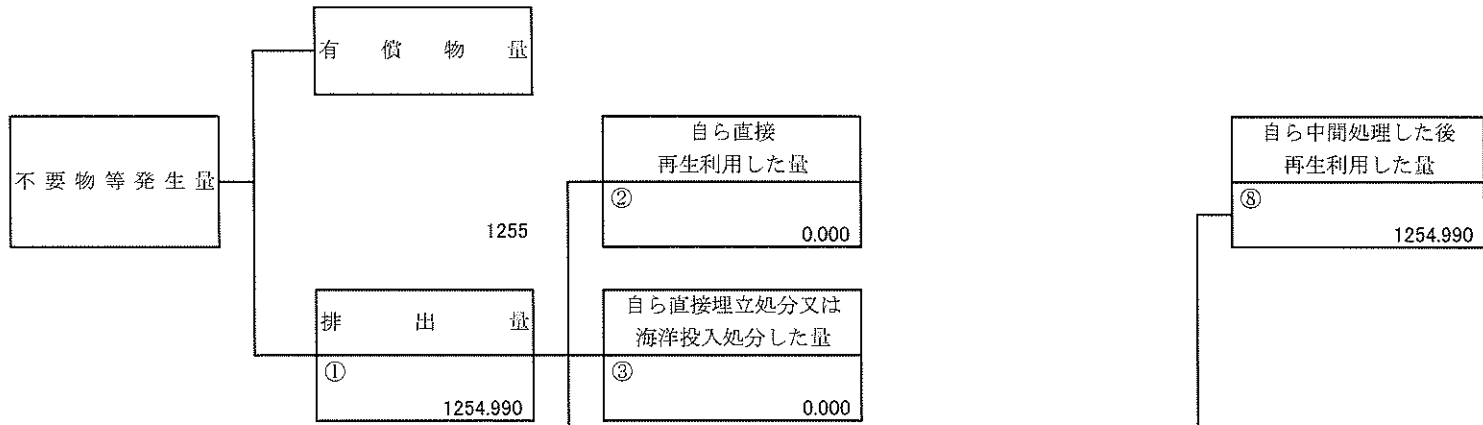 有償物量
不要物等発生量
1255
排出量
①
1254.990
自ら直接
再生利用した量
②
0.000
自ら直接埋立処分又は
海洋投入処分した量
③
0.000
自ら中間処理した後
再生利用した量
⑧
1254.990